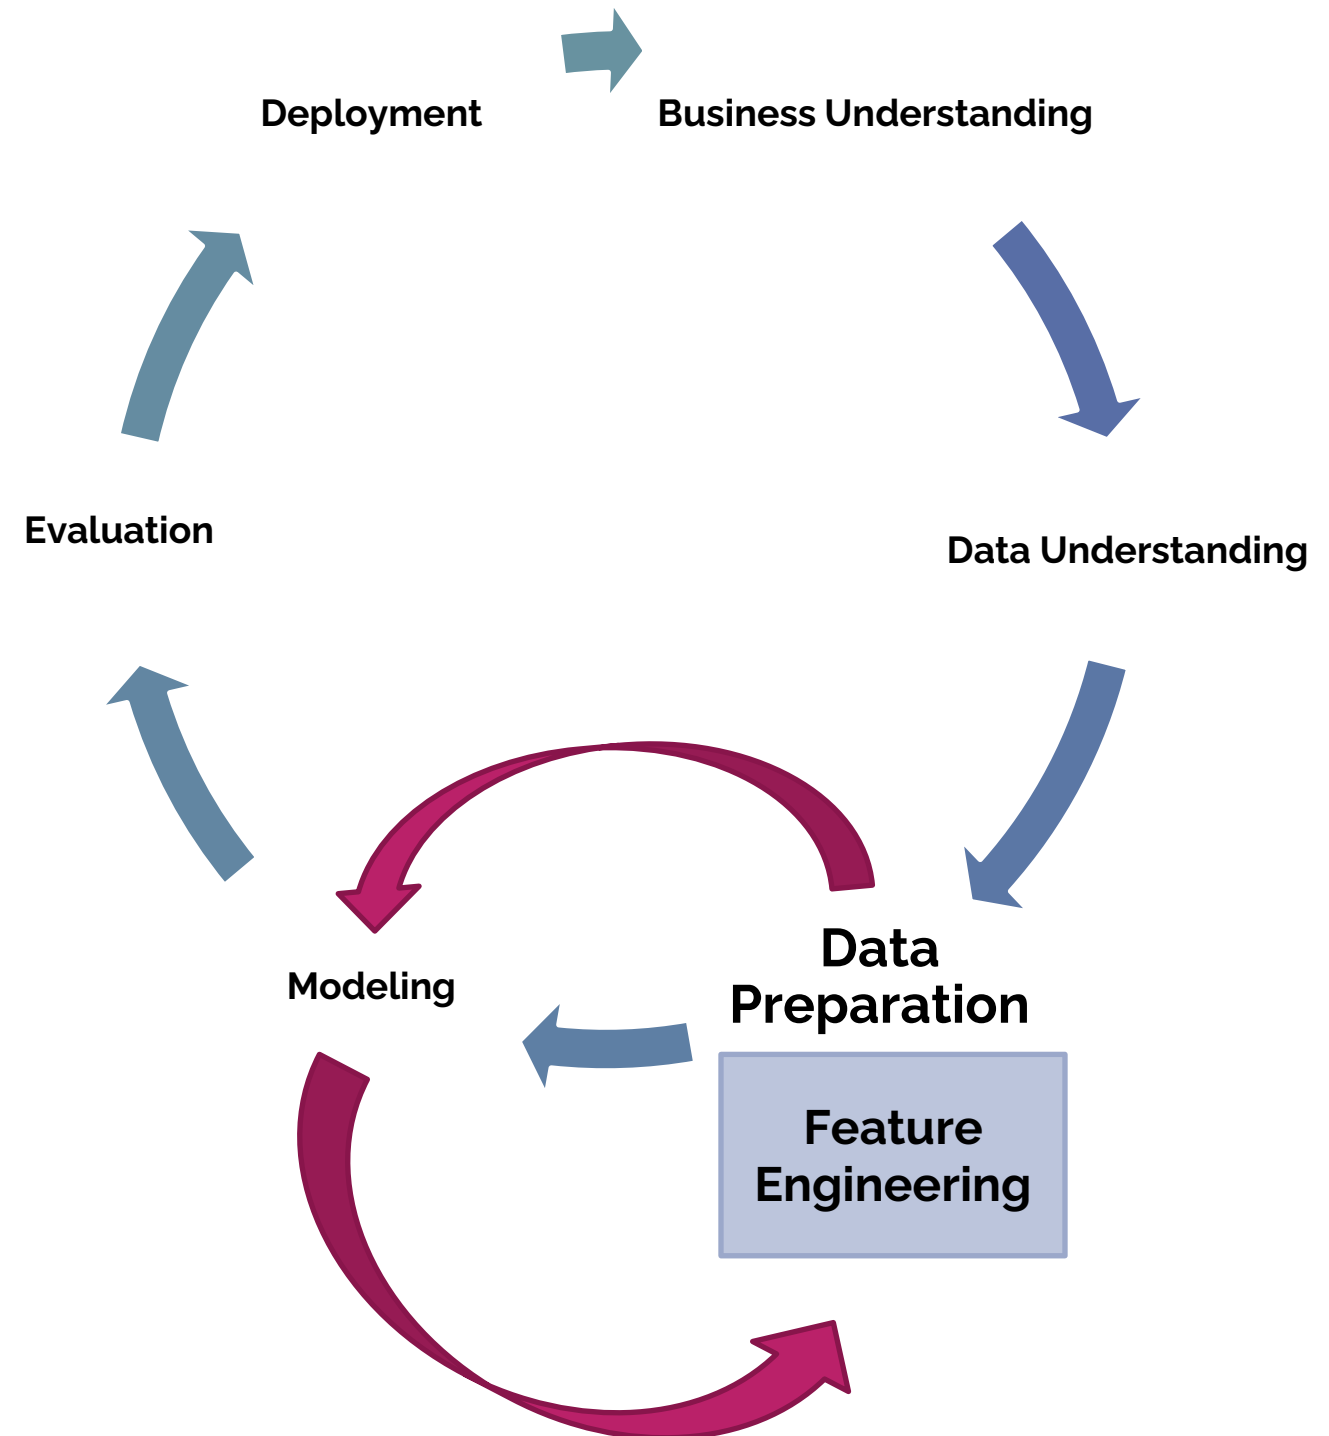 Deployment
Business Understanding
Evaluation
Data Understanding
Modeling
Data
Preparation
Feature
Engineering